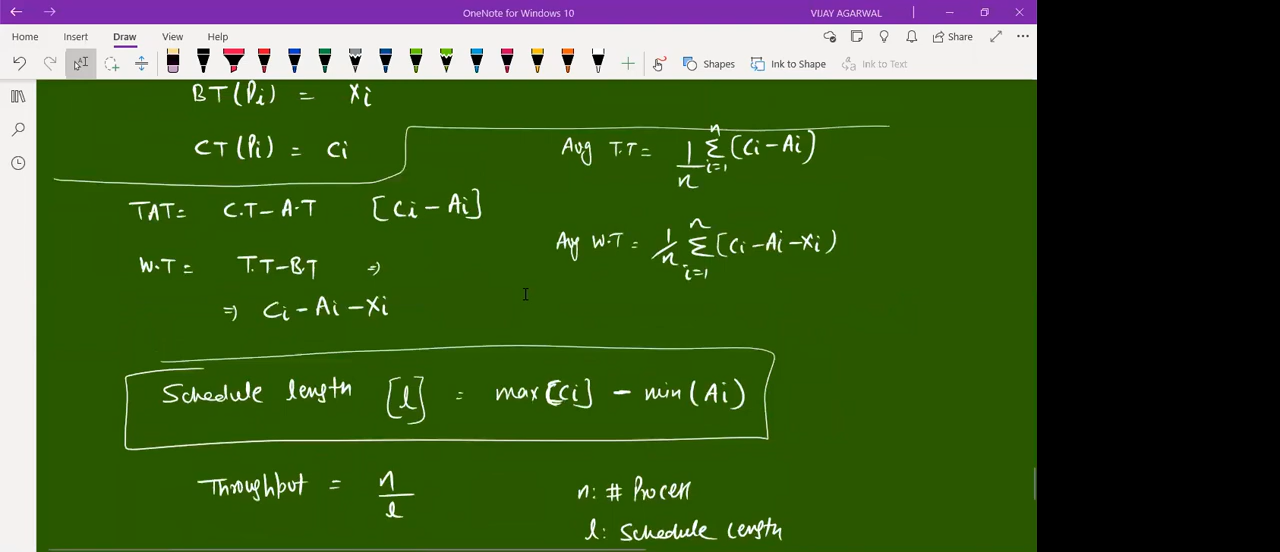 OneNote for Windows 10
VIJAY AGARWAL
Home Insert Draw View Help Share
Shapes Ink to Shape Ink to Text
BT(Pi) = Xi
CT(Pi) = Ci
Avg T.T = 1/n Σ i=1 n (Ci - Ai)
TAT = C.T - A.T [Ci - Ai]
Avg W.T = 1/n Σ i=1 n (Ci - Ai - Xi)
W.T = T.T - B.T ⇒
⇒ Ci - Ai - Xi
Schedule length [l] = max[Ci] - min(Ai)
Throughput = n/l
n: # Process
l: Schedule length